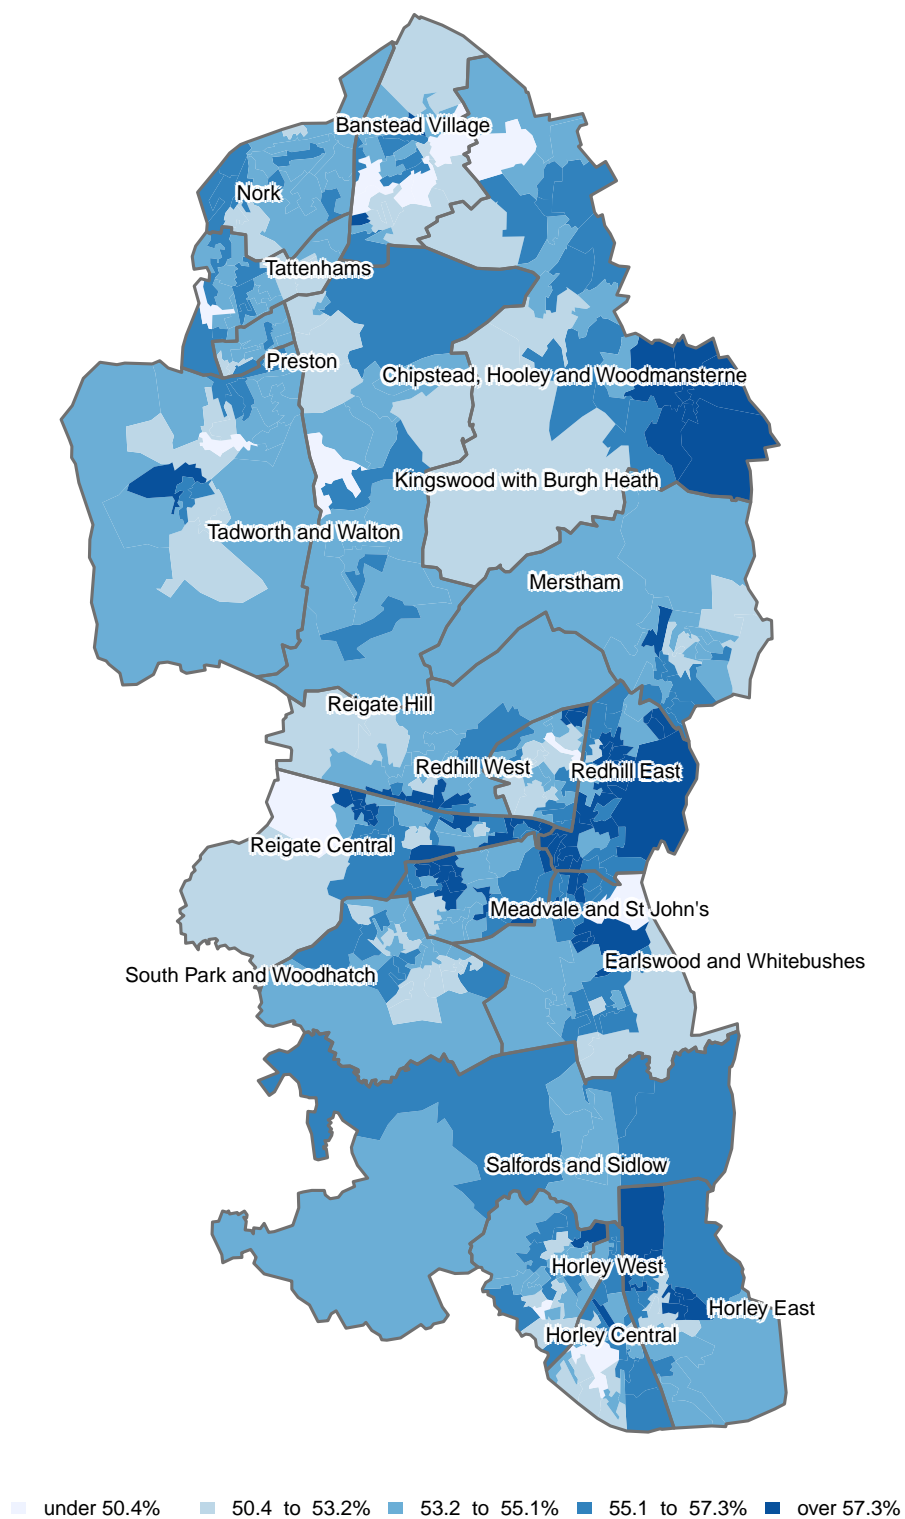 Banstead Village
Nork
Tattenhams
Preston
Chipstead, Hooley and Woodmansterne
Kingswood with Burgh Heath
Tadworth and Walton
Merstham
Reigate Hill
Redhill West
Redhill East
Reigate Central
Meadvale and St John's
Earlswood and Whitebushes
South Park and Woodhatch
Salfords and Sidlow
Horley West
Horley East
Horley Central
under 50.4% 50.4 to 53.2% 53.2 to 55.1% 55.1 to 57.3% over 57.3%